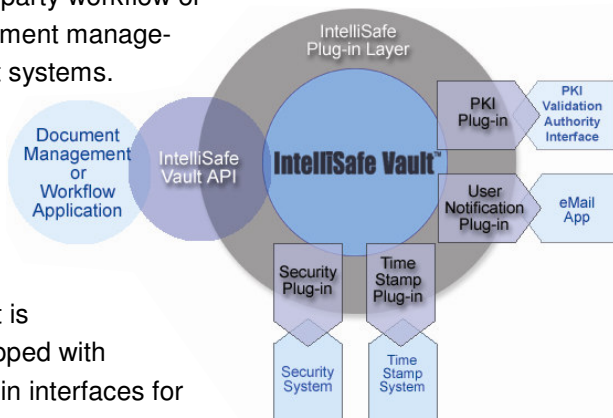 party workflow or
ument manage-
t systems.
IntelliSafe
Plug-in Layer
PKI
Plug-in
PKI
Validation
Authority
Interface
Document
Management
or
Workflow
Application
IntelliSafe
Vault API
IntelliSafe Vault™
User
Notification
Plug-in
eMail
App
Security
Plug-in
Time
Stamp
Plug-in
t is
pped with
in interfaces for
Security
System
Time
Stamp
System